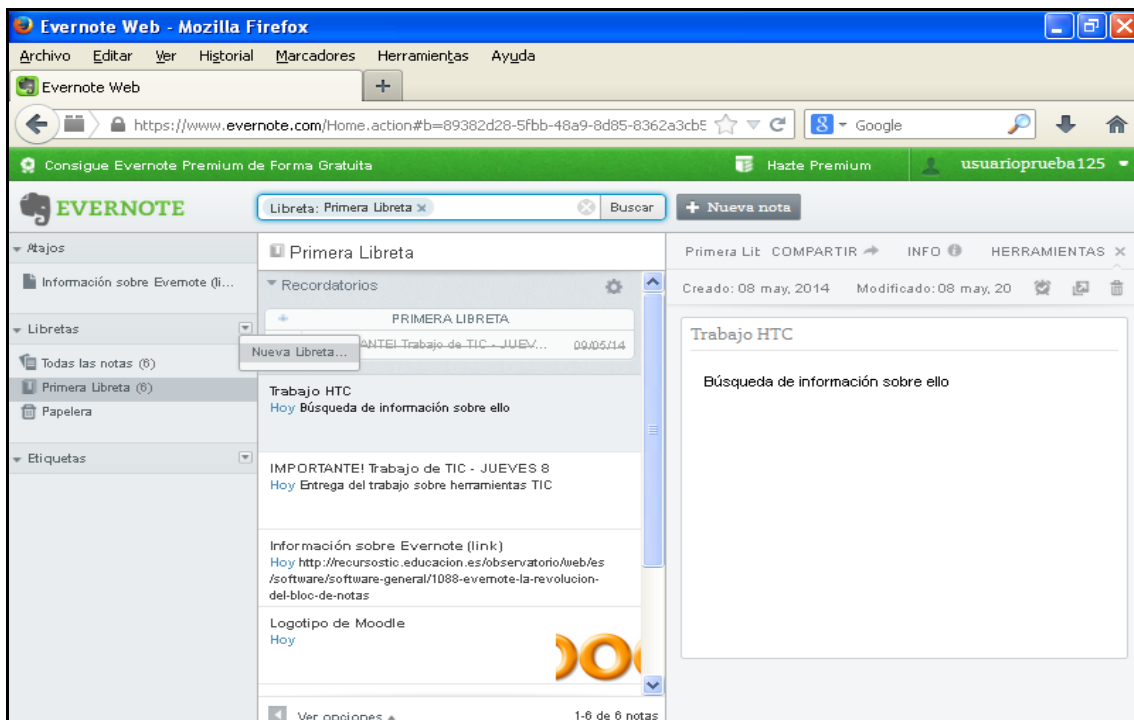 Evernote Web - Mozilla Firefox
Archivo Editar Ver Historial Marcadores Herramientas Ayuda
Evernote Web
https://www.evernote.com/Home.action#b=89382d28-5fbb-48a9-8d85-8362a3cb5
Google
Consigue Evernote Premium de Forma Gratuita
Hazte Premium
usuarioprueba125
EVERNOTE
Libreta: Primera Libreta
Buscar
Nueva nota
Atajos
Información sobre Evernote (li...
Libretas
Nueva Libreta...
Todas las notas (6)
Primera Libreta (6)
Papelera
Etiquetas
Primera Libreta
Recordatorios
PRIMERA LIBRETA
ANTE! Trabajo de TIC - JUEV... 09/05/14
Trabajo HTC
Hoy Búsqueda de información sobre ello
IMPORTANTE! Trabajo de TIC - JUEVES 8
Hoy Entrega del trabajo sobre herramientas TIC
Información sobre Evernote (link)
Hoy http://recursostic.educacion.es/observatorio/web/es
/software/software-general/1088-evernote-la-revolucion-
del-bloc-de-notas
Logotipo de Moodle
Hoy
Ver opciones
1-6 de 6 notas
Primera Lib COMPARTIR INFO HERRAMIENTAS
Creado: 08 may, 2014 Modificado: 08 may, 20
Trabajo HTC
Búsqueda de información sobre ello